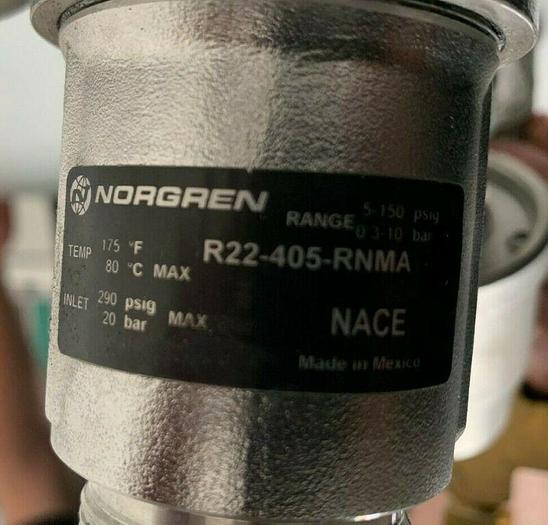 NORGREN
RANGE 5-150 psig
0.3-10 bar
TEMP 175 °F
80 °C MAX
R22-405-RNMA
INLET 290 psig
20 bar MAX
NACE
Made in Mexico